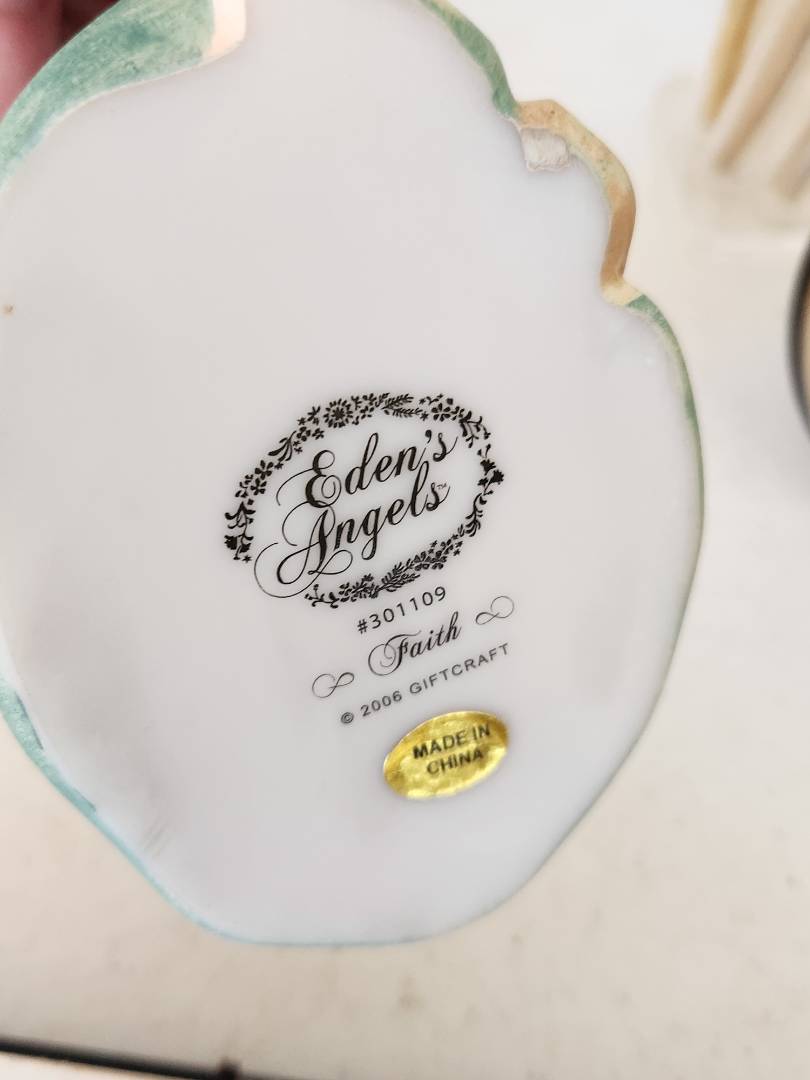 Eden's
Angels™
#301109
Faith
© 2006 GIFTCRAFT
MADE IN
CHINA